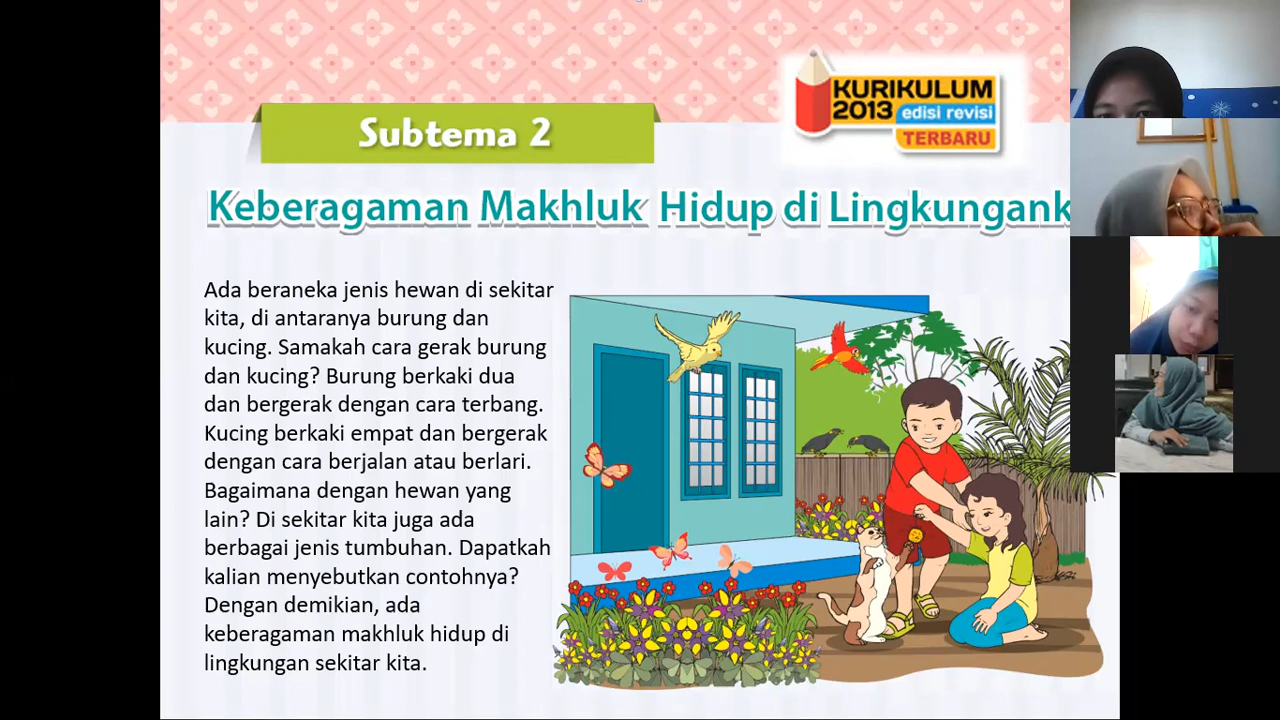 KURIKULUM
2013 edisi revisi
TERBARU
Subtema 2
Keberagaman Makhluk Hidup di Lingkungank
Ada beraneka jenis hewan di sekitar
kita, di antaranya burung dan
kucing. Samakah cara gerak burung
dan kucing? Burung berkaki dua
dan bergerak dengan cara terbang.
Kucing berkaki empat dan bergerak
dengan cara berjalan atau berlari.
Bagaimana dengan hewan yang
lain? Di sekitar kita juga ada
berbagai jenis tumbuhan. Dapatkah
kalian menyebutkan contohnya?
Dengan demikian, ada
keberagaman makhluk hidup di
lingkungan sekitar kita.